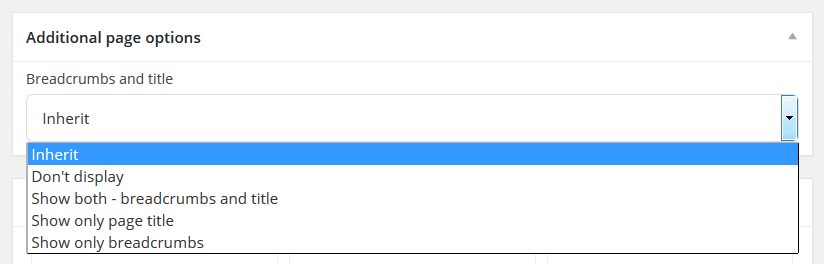 Additional page options
Breadcrumbs and title
Inherit
Inherit
Don't display
Show both - breadcrumbs and title
Show only page title
Show only breadcrumbs